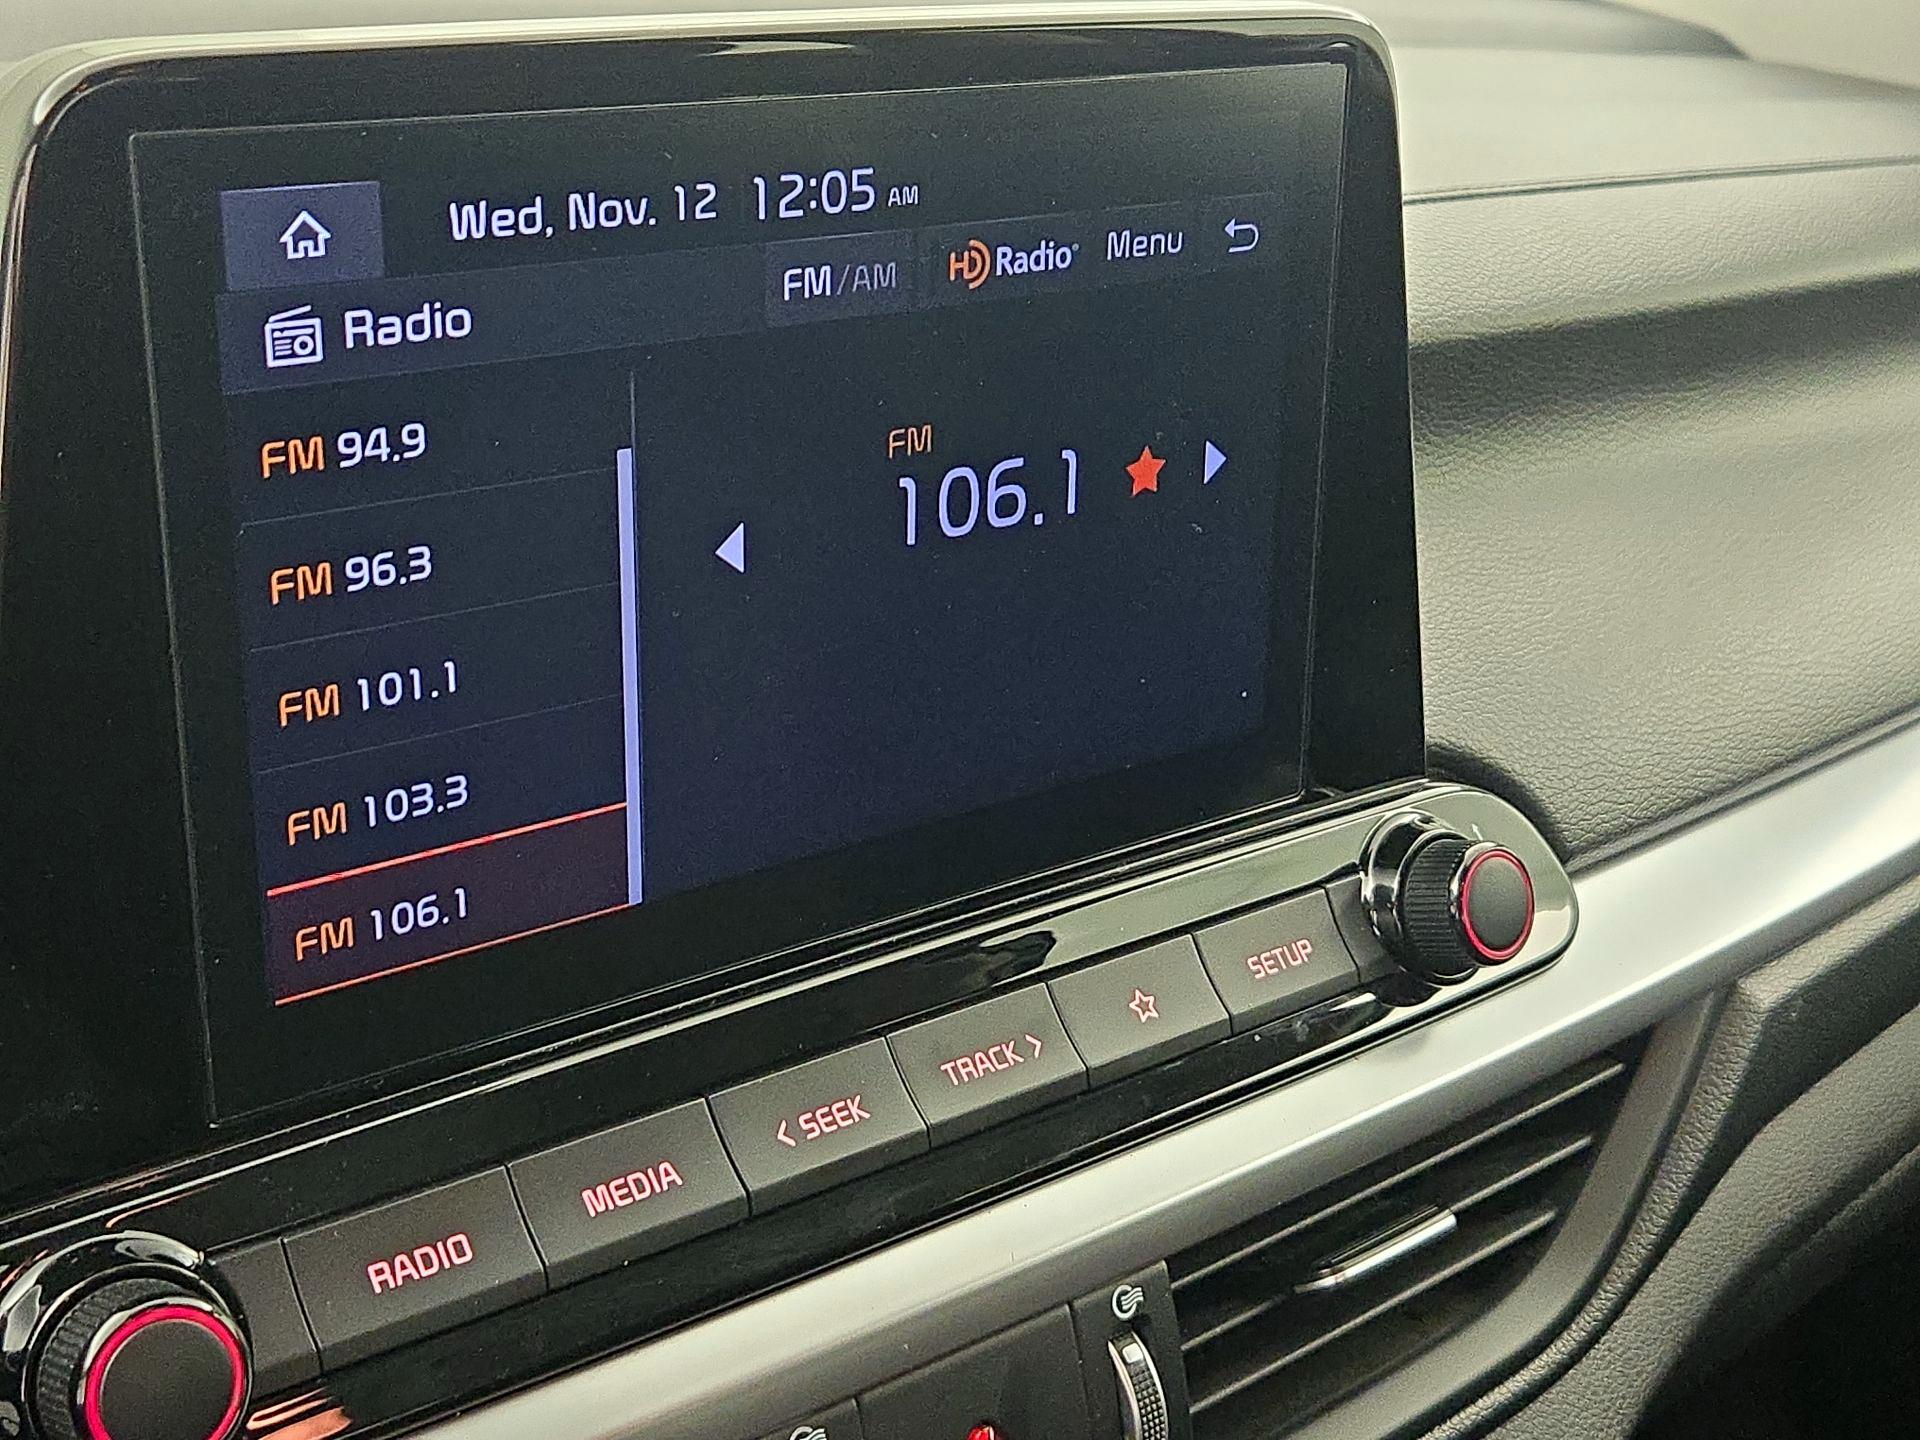 Wed, Nov. 12 12:05 AM
Radio FM/AM HD Radio® Menu
FM 94.9
FM 96.3
FM 101.1
FM 103.3
FM 106.1
FM
106.1
RADIO MEDIA < SEEK TRACK > SETUP